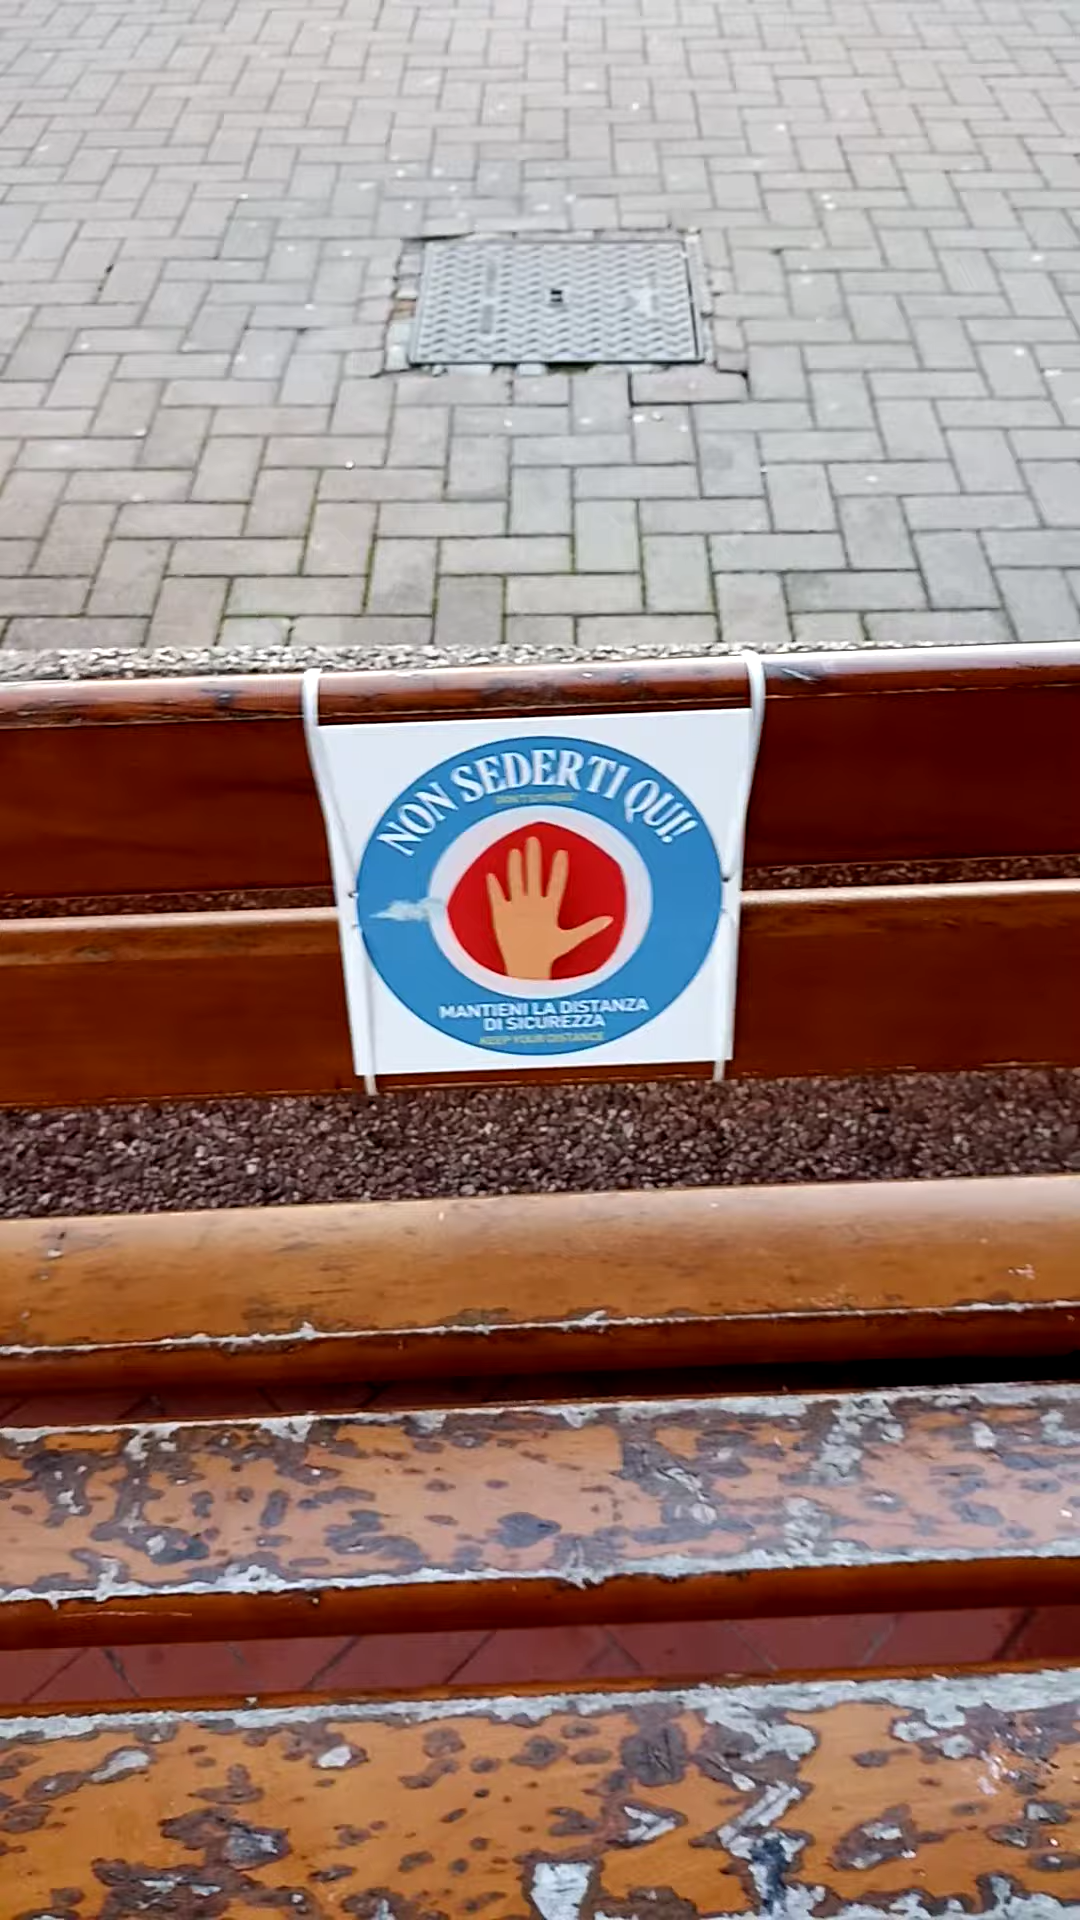 NON SEDERTI QUI!
DON'T SIT HERE!
MANTIENI LA DISTANZA
DI SICUREZZA
KEEP YOUR DISTANCE